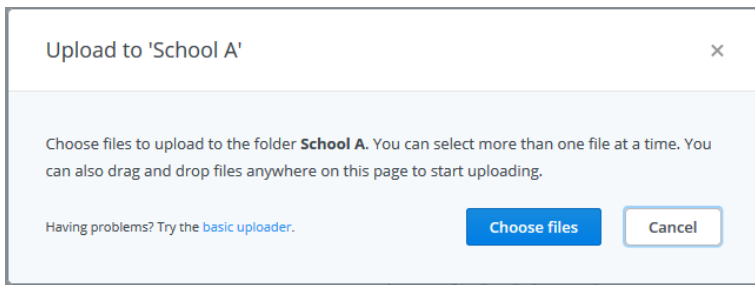 Upload to 'School A'
Choose files to upload to the folder School A. You can select more than one file at a time. You
can also drag and drop files anywhere on this page to start uploading.
Having problems? Try the basic uploader.
Choose files
Cancel